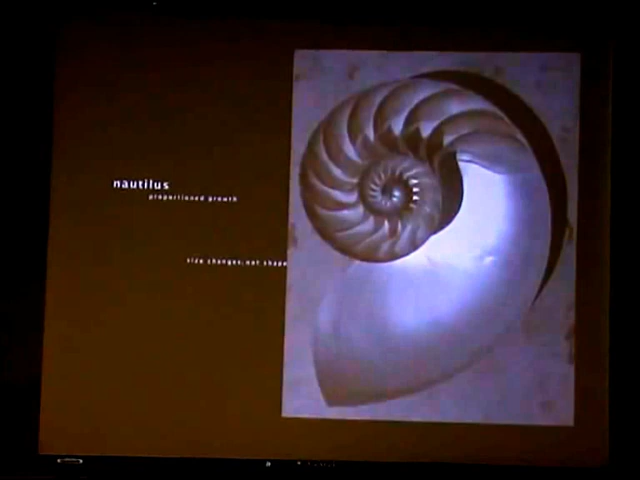 nautilus
proportioned growth
size changes, not shape